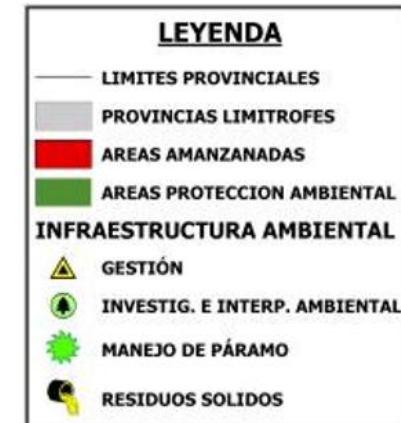 LEYENDA
LIMITES PROVINCIALES
PROVINCIAS LIMITROFES
AREAS AMANZANADAS
AREAS PROTECCION AMBIENTAL
INFRAESTRUCTURA AMBIENTAL
GESTIÓN
INVESTIG. E INTERP. AMBIENTAL
MANEJO DE PÁRAMO
RESIDUOS SOLIDOS